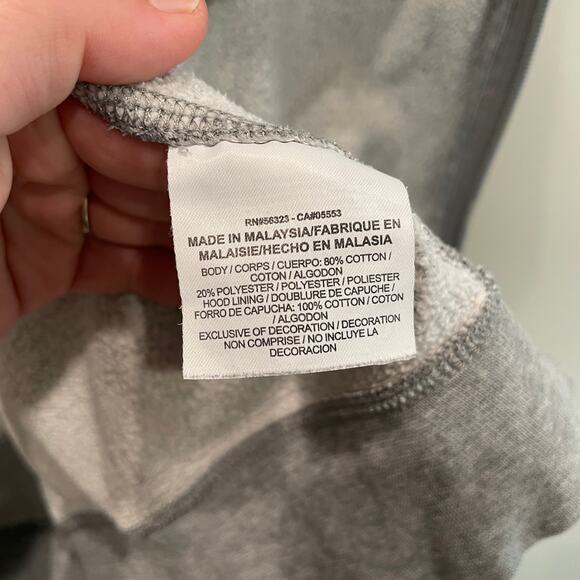 RN#56323 - CA#05553
MADE IN MALAYSIA/FABRIQUE EN
MALAISIE/HECHO EN MALASIA
BODY / CORPS / CUERPO: 80% COTTON /
COTON / ALGODON
20% POLYESTER / POLYESTER / POLIESTER
HOOD LINING / DOUBLURE DE CAPUCHE /
FORRO DE CAPUCHA: 100% COTTON / COTON
/ ALGODON
EXCLUSIVE OF DECORATION / DECORATION
NON COMPRISE / NO INCLUYE LA
DECORACION